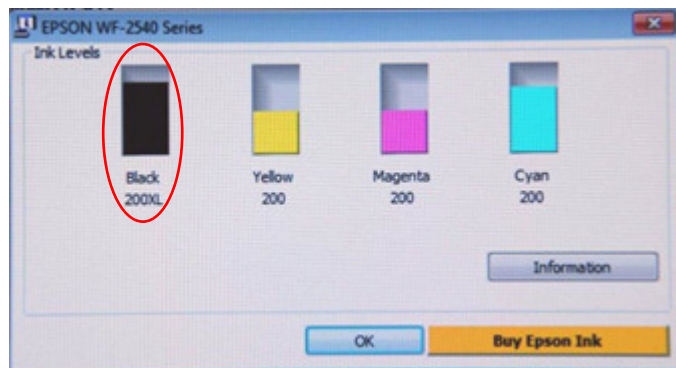 EPSON WF-2540 Series
Ink Levels
Black
200XL
Yellow
200
Magenta
200
Cyan
200
Information
OK
Buy Epson Ink